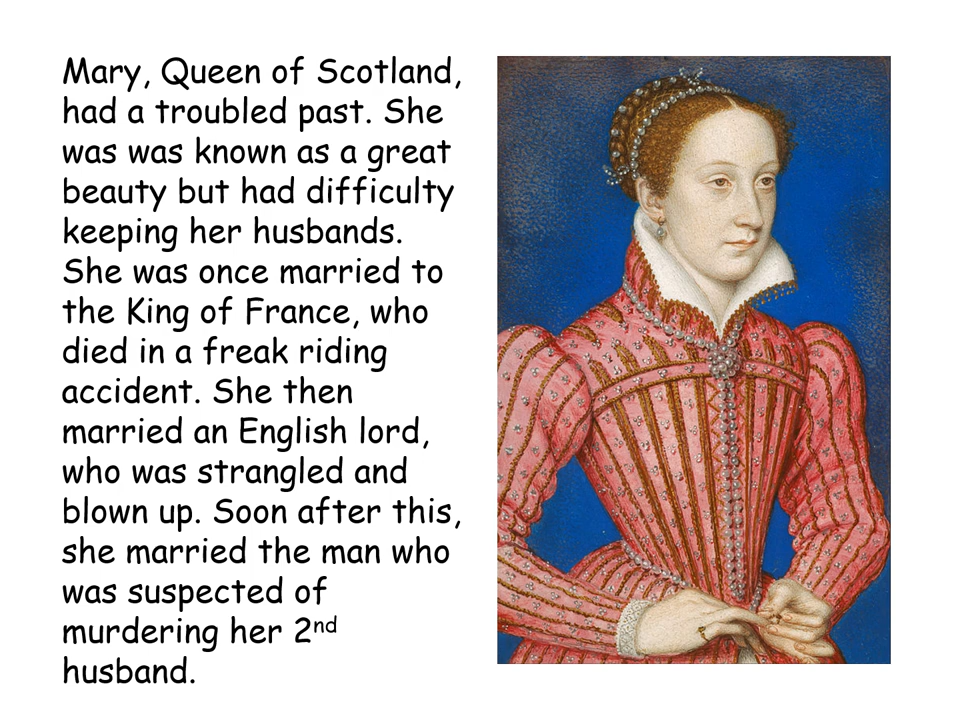 Mary, Queen of Scotland,
had a troubled past. She
was was known as a great
beauty but had difficulty
keeping her husbands.
She was once married to
the King of France, who
died in a freak riding
accident. She then
married an English lord,
who was strangled and
blown up. Soon after this,
she married the man who
was suspected of
murdering her 2nd
husband.